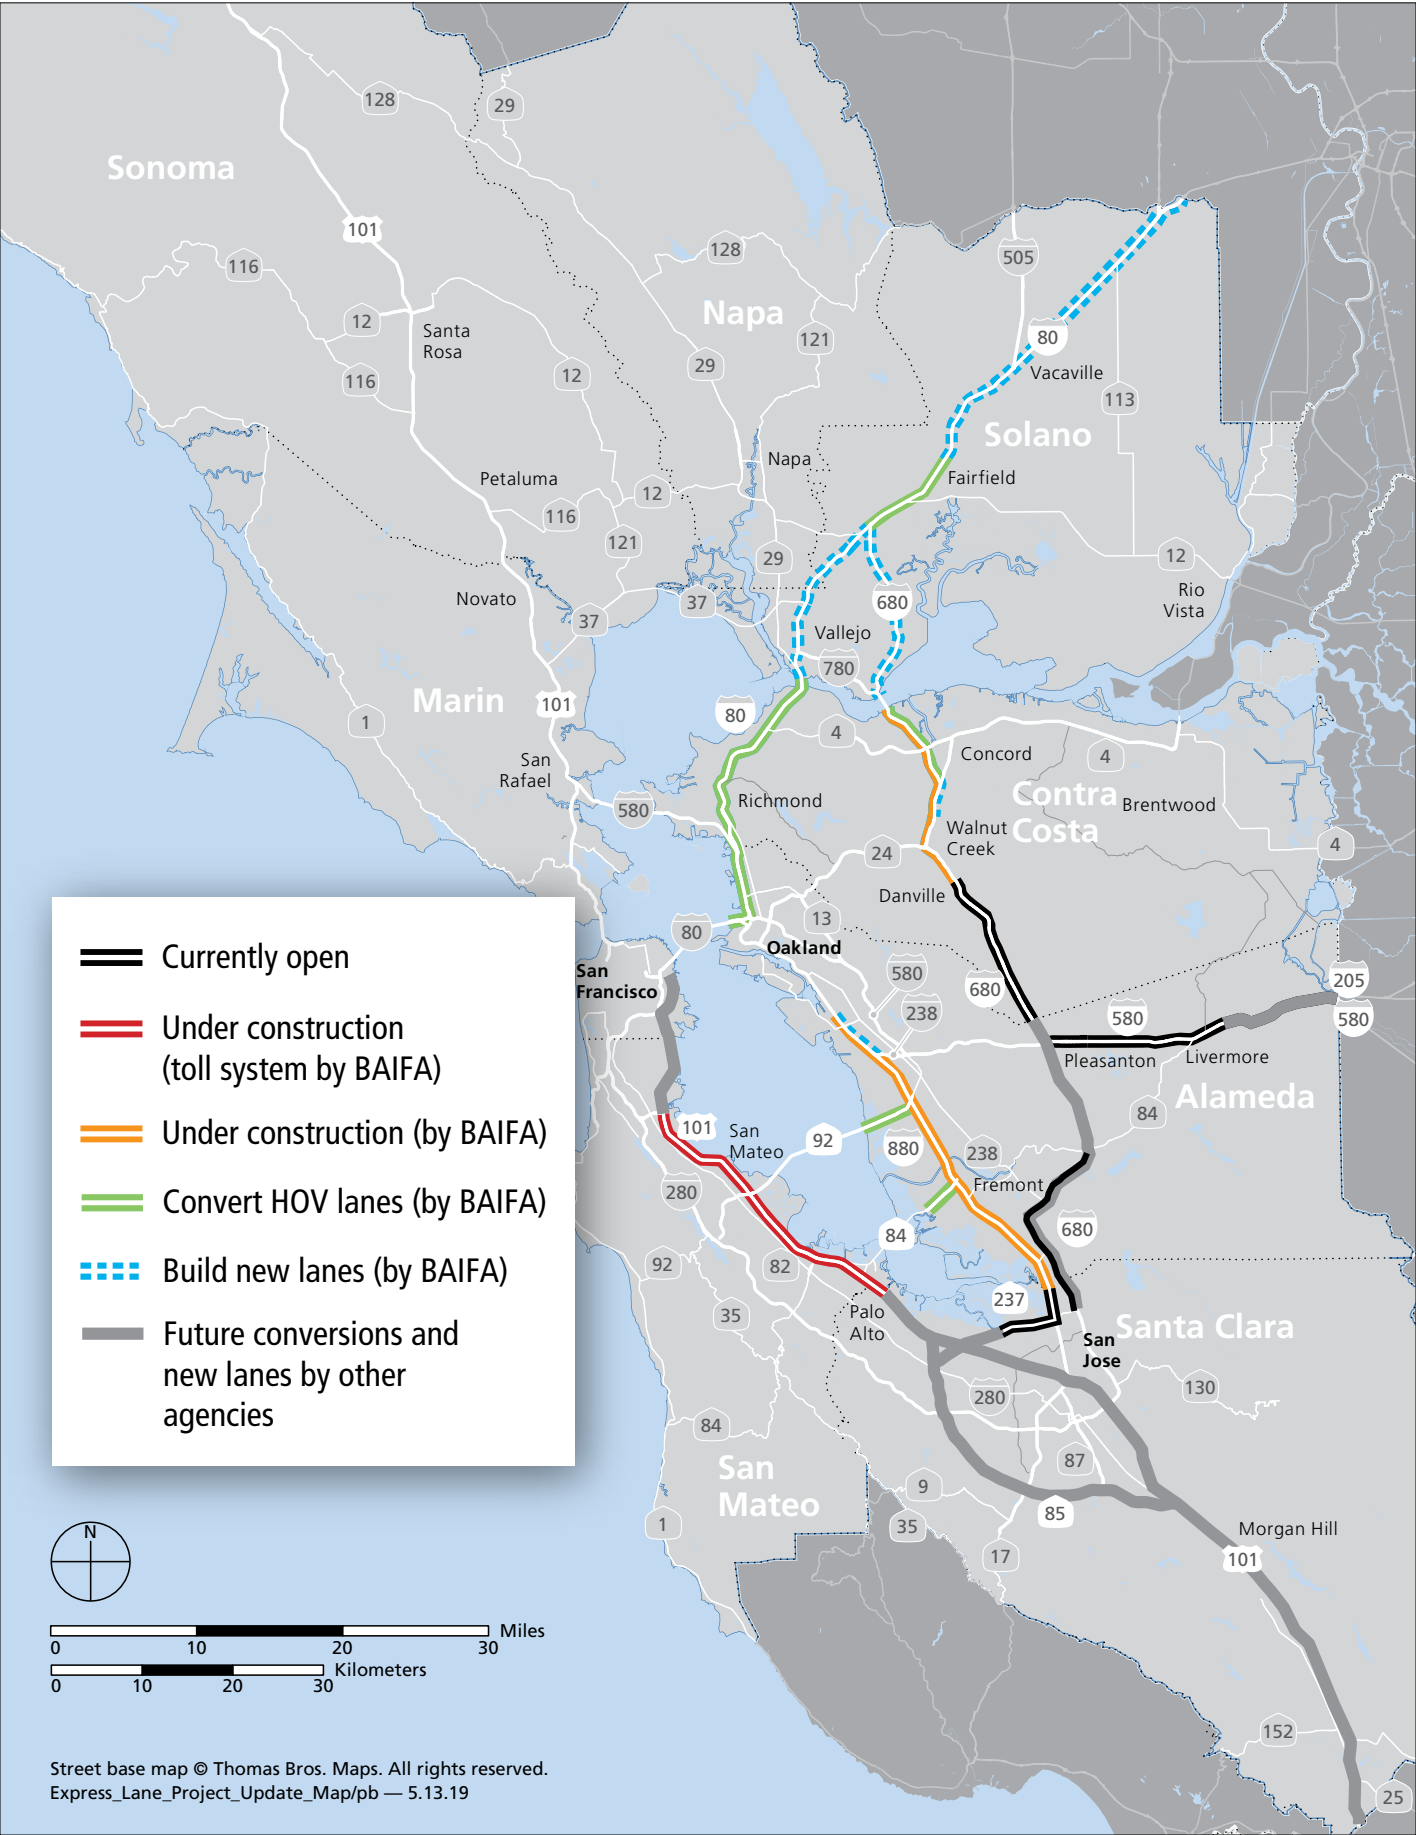 128
29
Sonoma
101
116
128
505
Napa
12
Santa
Rosa
121
80
29
116
12
Vacaville
113
Solano
Napa
Petaluma
Fairfield
12
116
121
29
12
Rio
Vista
Novato
37
37
680
Vallejo
780
Marin
101
1
80
4
Concord
4
San
Rafael
Contra
Costa
Brentwood
580
Richmond
Walnut
Creek
24
4
Danville
13
80
Oakland
San
Francisco
580
680
205
238
580
580
Pleasanton
Livermore
Alameda
84
101
San
Mateo
92
880
238
280
Fremont
84
680
92
82
237
35
Palo
Alto
Santa Clara
San
Jose
280
130
84
San
Mateo
87
9
85
1
35
17
Morgan Hill
101
152
25
Currently open
Under construction
(toll system by BAIFA)
Under construction (by BAIFA)
Convert HOV lanes (by BAIFA)
Build new lanes (by BAIFA)
Future conversions and
new lanes by other
agencies
N
Miles
0 10 20 30
Kilometers
0 10 20 30
Street base map © Thomas Bros. Maps. All rights reserved.
Express_Lane_Project_Update_Map/pb — 5.13.19